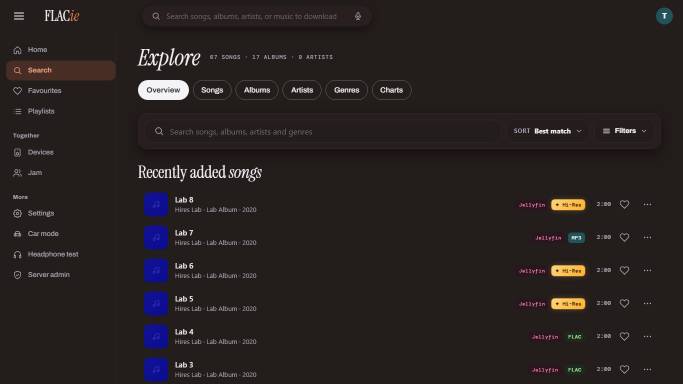 FLACie
Search songs, albums, artists, or music to download
T
Home
Search
Favourites
Playlists
Together
Devices
Jam
More
Settings
Car mode
Headphone test
Server admin
Explore 67 SONGS · 17 ALBUMS · 9 ARTISTS
Overview Songs Albums Artists Genres Charts
Search songs, albums, artists and genres SORT Best match Filters
Recently added songs
Lab 8
Hires Lab · Lab Album · 2020
Jellyfin Hi-Res 2:00
Lab 7
Hires Lab · Lab Album · 2020
Jellyfin MP3 2:00
Lab 6
Hires Lab · Lab Album · 2020
Jellyfin Hi-Res 2:00
Lab 5
Hires Lab · Lab Album · 2020
Jellyfin Hi-Res 2:00
Lab 4
Hires Lab · Lab Album · 2020
Jellyfin FLAC 2:00
Lab 3
Hires Lab · Lab Album · 2020
Jellyfin FLAC 2:00